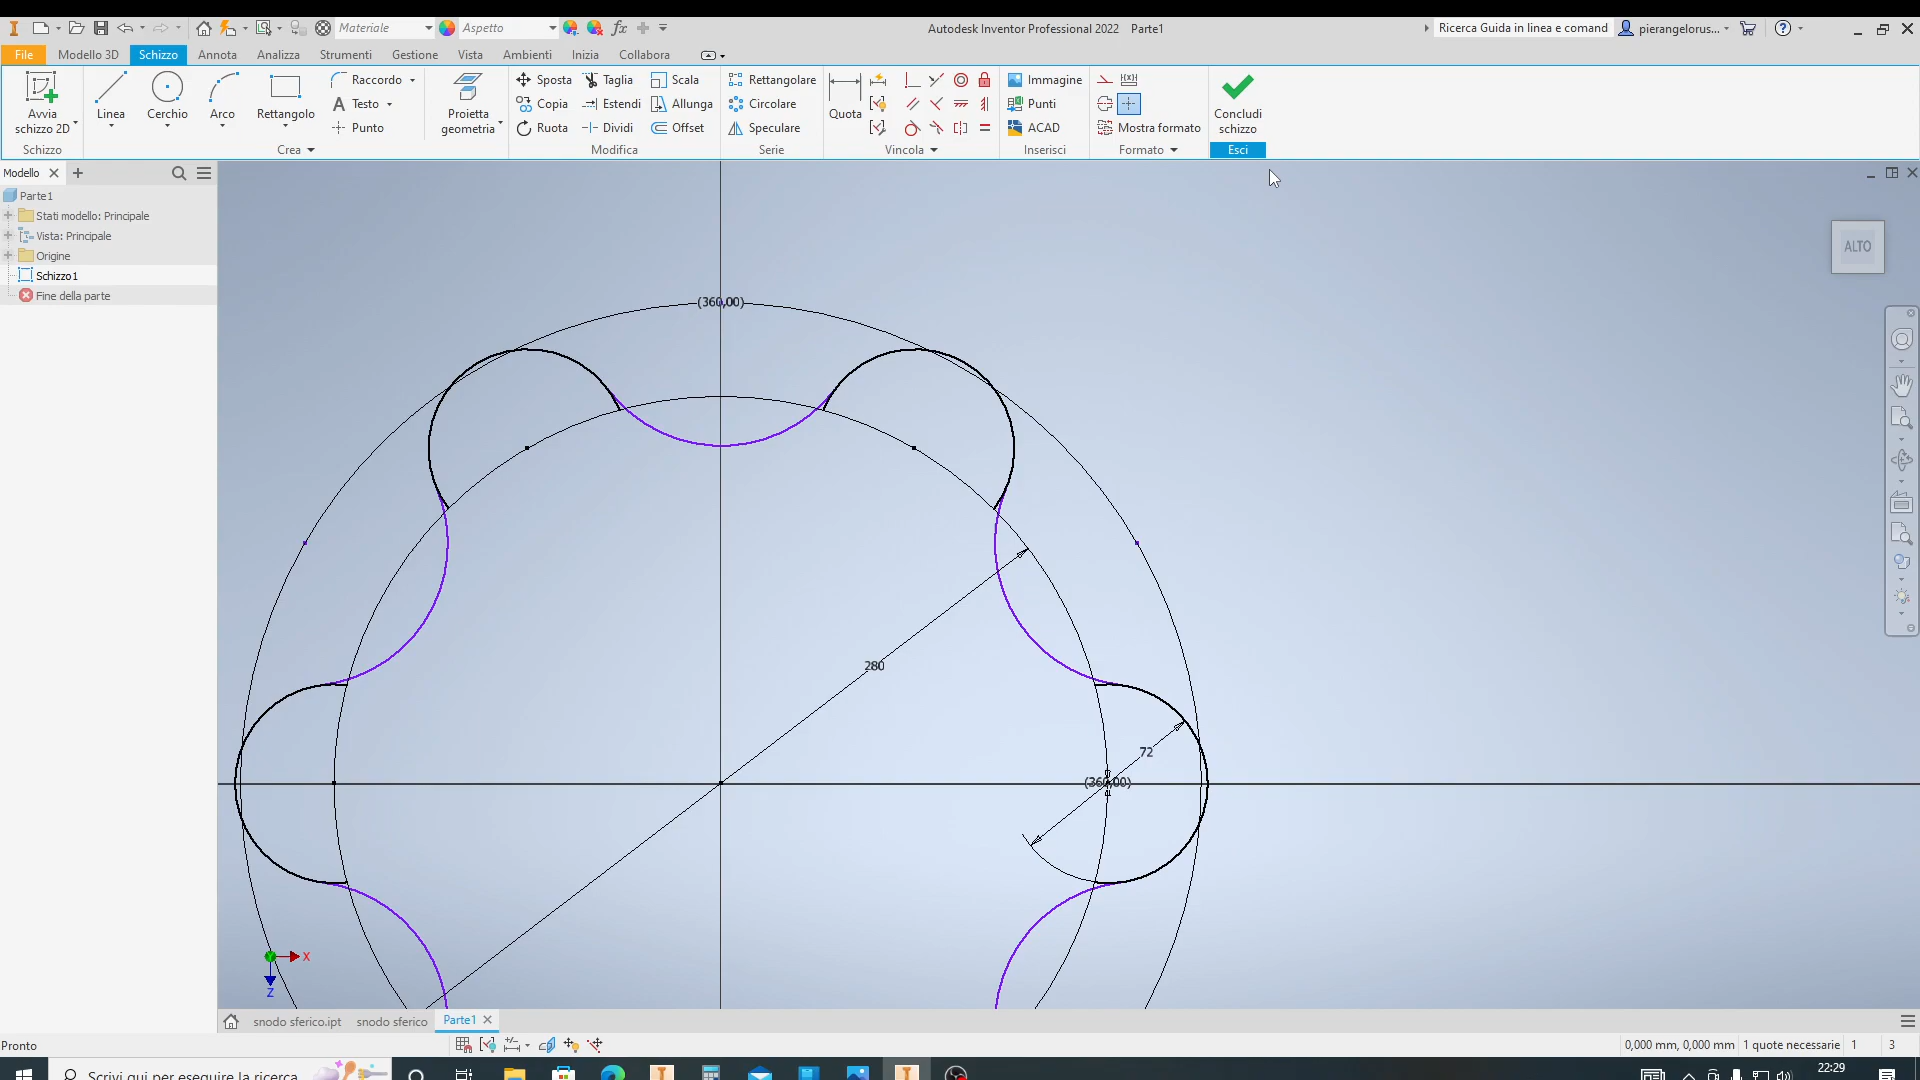 Materiale
Aspetto
Autodesk Inventor Professional 2022 Parte1
Ricerca Guida in linea e comand
pierangelorus...
File
Modello 3D
Schizzo
Annota
Analizza
Strumenti
Gestione
Vista
Ambienti
Inizia
Collabora
Avvia
schizzo 2D
Linea
Cerchio
Arco
Rettangolo
Raccordo
Testo
Punto
Proietta
geometria
Sposta
Copia
Ruota
Taglia
Estendi
Dividi
Scala
Allunga
Offset
Rettangolare
Circolare
Speculare
Quota
Immagine
Punti
ACAD
Mostra formato
Concludi
schizzo
Schizzo
Crea
Modifica
Serie
Vincola
Inserisci
Formato
Esci
Modello
Parte1
Stati modello: Principale
Vista: Principale
Origine
Schizzo1
Fine della parte
ALTO
(360,00)
280
72
(360,00)
X
Z
snodo sferico.ipt
snodo sferico
Parte1
Pronto
0,000 mm, 0,000 mm
1 quote necessarie
1
3
Scrivi qui per eseguire la ricerca
22:29